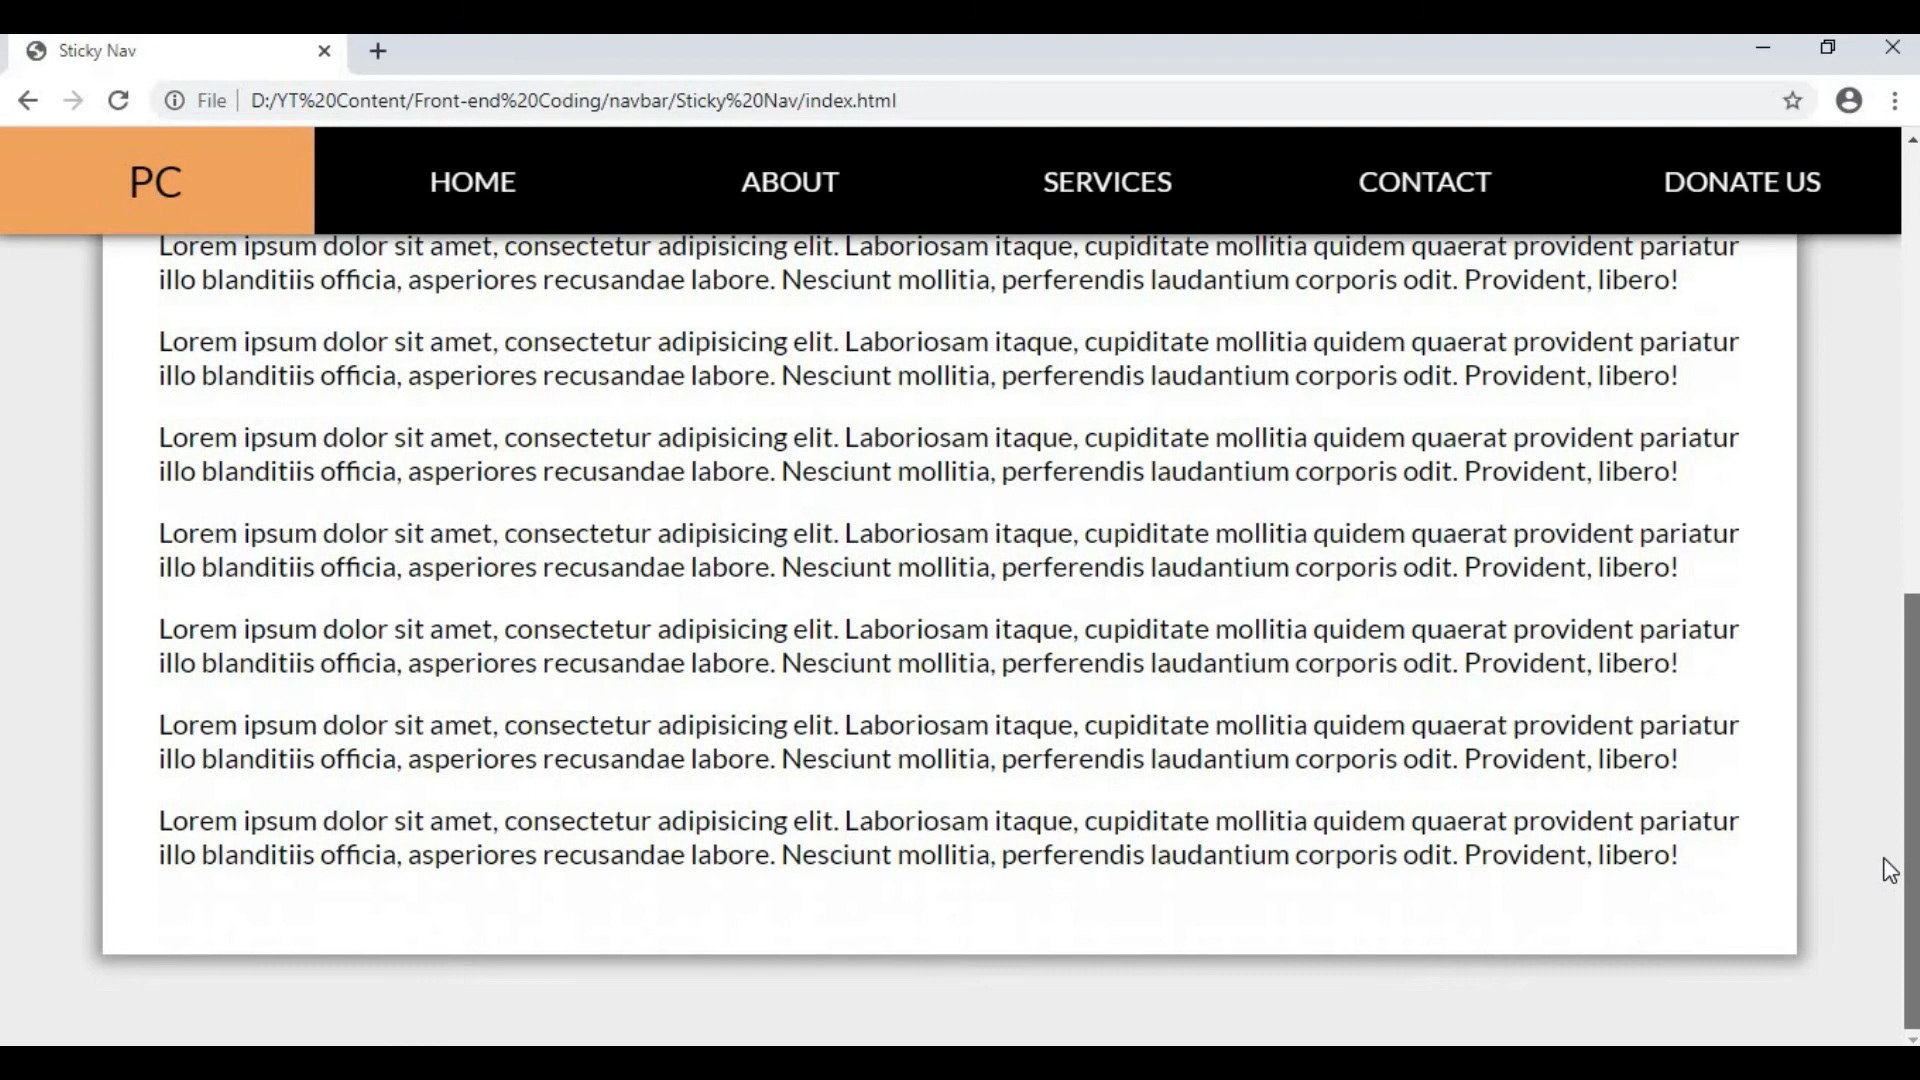 Sticky Nav
File
D:/YT%20Content/Front-end%20Coding/navbar/Sticky%20Nav/index.html
PC HOME ABOUT SERVICES CONTACT DONATE US
Lorem ipsum dolor sit amet, consectetur adipisicing elit. Laboriosam itaque, cupiditate mollitia quidem quaerat provident pariatur
illo blanditiis officia, asperiores recusandae labore. Nesciunt mollitia, perferendis laudantium corporis odit. Provident, libero!
Lorem ipsum dolor sit amet, consectetur adipisicing elit. Laboriosam itaque, cupiditate mollitia quidem quaerat provident pariatur
illo blanditiis officia, asperiores recusandae labore. Nesciunt mollitia, perferendis laudantium corporis odit. Provident, libero!
Lorem ipsum dolor sit amet, consectetur adipisicing elit. Laboriosam itaque, cupiditate mollitia quidem quaerat provident pariatur
illo blanditiis officia, asperiores recusandae labore. Nesciunt mollitia, perferendis laudantium corporis odit. Provident, libero!
Lorem ipsum dolor sit amet, consectetur adipisicing elit. Laboriosam itaque, cupiditate mollitia quidem quaerat provident pariatur
illo blanditiis officia, asperiores recusandae labore. Nesciunt mollitia, perferendis laudantium corporis odit. Provident, libero!
Lorem ipsum dolor sit amet, consectetur adipisicing elit. Laboriosam itaque, cupiditate mollitia quidem quaerat provident pariatur
illo blanditiis officia, asperiores recusandae labore. Nesciunt mollitia, perferendis laudantium corporis odit. Provident, libero!
Lorem ipsum dolor sit amet, consectetur adipisicing elit. Laboriosam itaque, cupiditate mollitia quidem quaerat provident pariatur
illo blanditiis officia, asperiores recusandae labore. Nesciunt mollitia, perferendis laudantium corporis odit. Provident, libero!
Lorem ipsum dolor sit amet, consectetur adipisicing elit. Laboriosam itaque, cupiditate mollitia quidem quaerat provident pariatur
illo blanditiis officia, asperiores recusandae labore. Nesciunt mollitia, perferendis laudantium corporis odit. Provident, libero!